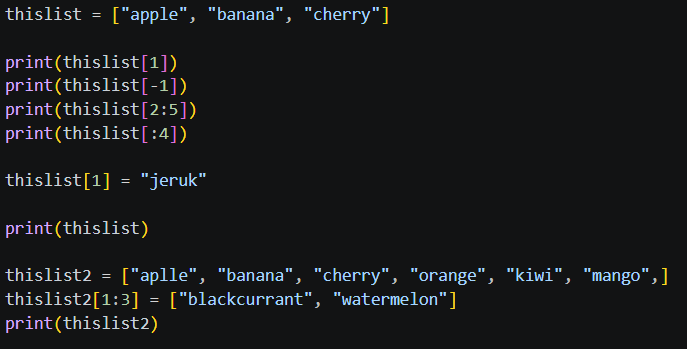 thislist = ["apple", "banana", "cherry"]
print(thislist[1])
print(thislist[-1])
print(thislist[2:5])
print(thislist[:4])
thislist[1] = "jeruk"
print(thislist)
thislist2 = ["aplle", "banana", "cherry", "orange", "kiwi", "mango",]
thislist2[1:3] = ["blackcurrant", "watermelon"]
print(thislist2)